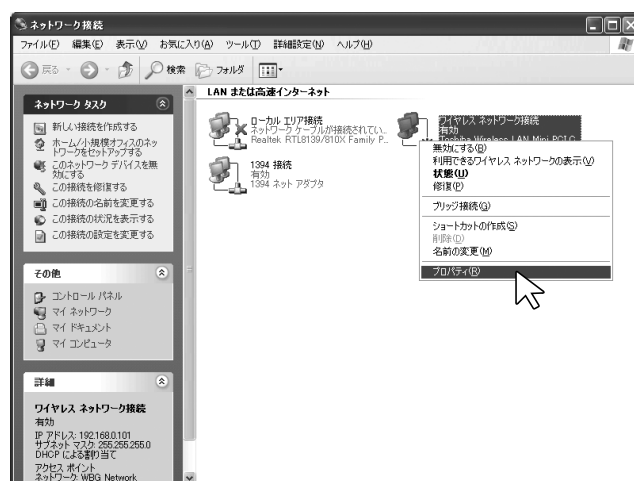 ネットワーク接続
ファイル(F) 編集(E) 表示(V) お気に入り(A) ツール(T) 詳細設定(N) ヘルプ(H)
戻る 検索 フォルダ
ネットワーク タスク
新しい接続を作成する
ホーム/小規模オフィスのネッ
トワークをセットアップする
このネットワーク デバイスを無
効にする
この接続を修復する
この接続の名前を変更する
この接続の状況を表示する
この接続の設定を変更する
その他
コントロール パネル
マイ ネットワーク
マイ ドキュメント
マイ コンピュータ
詳細
ワイヤレス ネットワーク接続
有効
IP アドレス: 192.168.0.101
サブネット マスク: 255.255.255.0
DHCP による割り当て
アクセス ポイント
ネットワーク: WBG Network
LAN または高速インターネット
ローカル エリア接続
ネットワーク ケーブルが接続されてい...
Realtek RTL8139/810X Family P...
1394 接続
有効
1394 ネット アダプタ
ワイヤレス ネットワーク接続
有効
Toshiba Wireless LAN Mini PCI C...
無効にする(B)
利用できるワイヤレス ネットワークの表示(V)
状態(U)
修復(P)
ブリッジ接続(G)
ショートカットの作成(S)
削除(D)
名前の変更(M)
プロパティ(R)